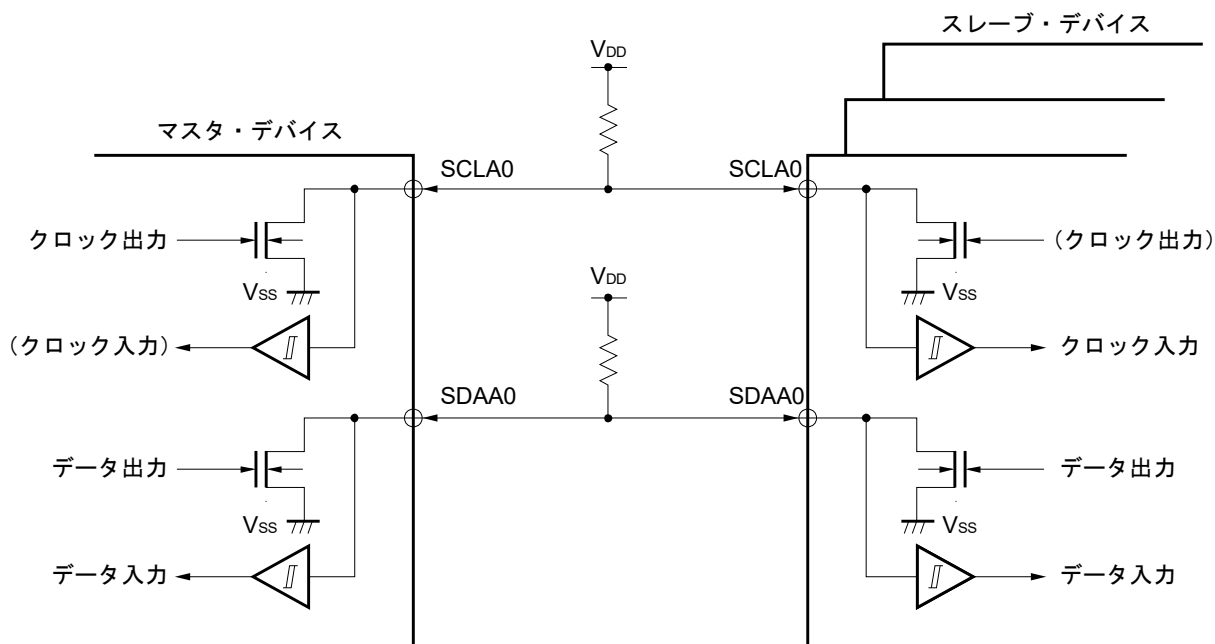 スレーブ・デバイス
VDD
マスタ・デバイス
SCLA0
SCLA0
クロック出力
(クロック出力)
VSS
VSS
VDD
(クロック入力)
クロック入力
SDAA0
SDAA0
データ出力
データ出力
VSS
VSS
データ入力
データ入力